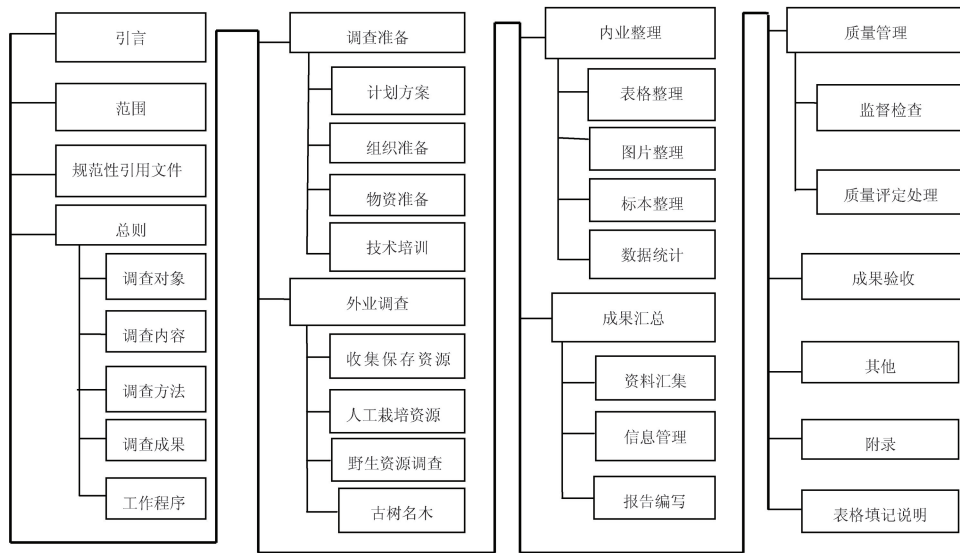 引言
范围
规范性引用文件
总则
调查对象
调查内容
调查方法
调查成果
工作程序
调查准备
计划方案
组织准备
物资准备
技术培训
外业调查
收集保存资源
人工栽培资源
野生资源调查
古树名木
内业整理
表格整理
图片整理
标本整理
数据统计
成果汇总
资料汇集
信息管理
报告编写
质量管理
监督检查
质量评定处理
成果验收
其他
附录
表格填记说明